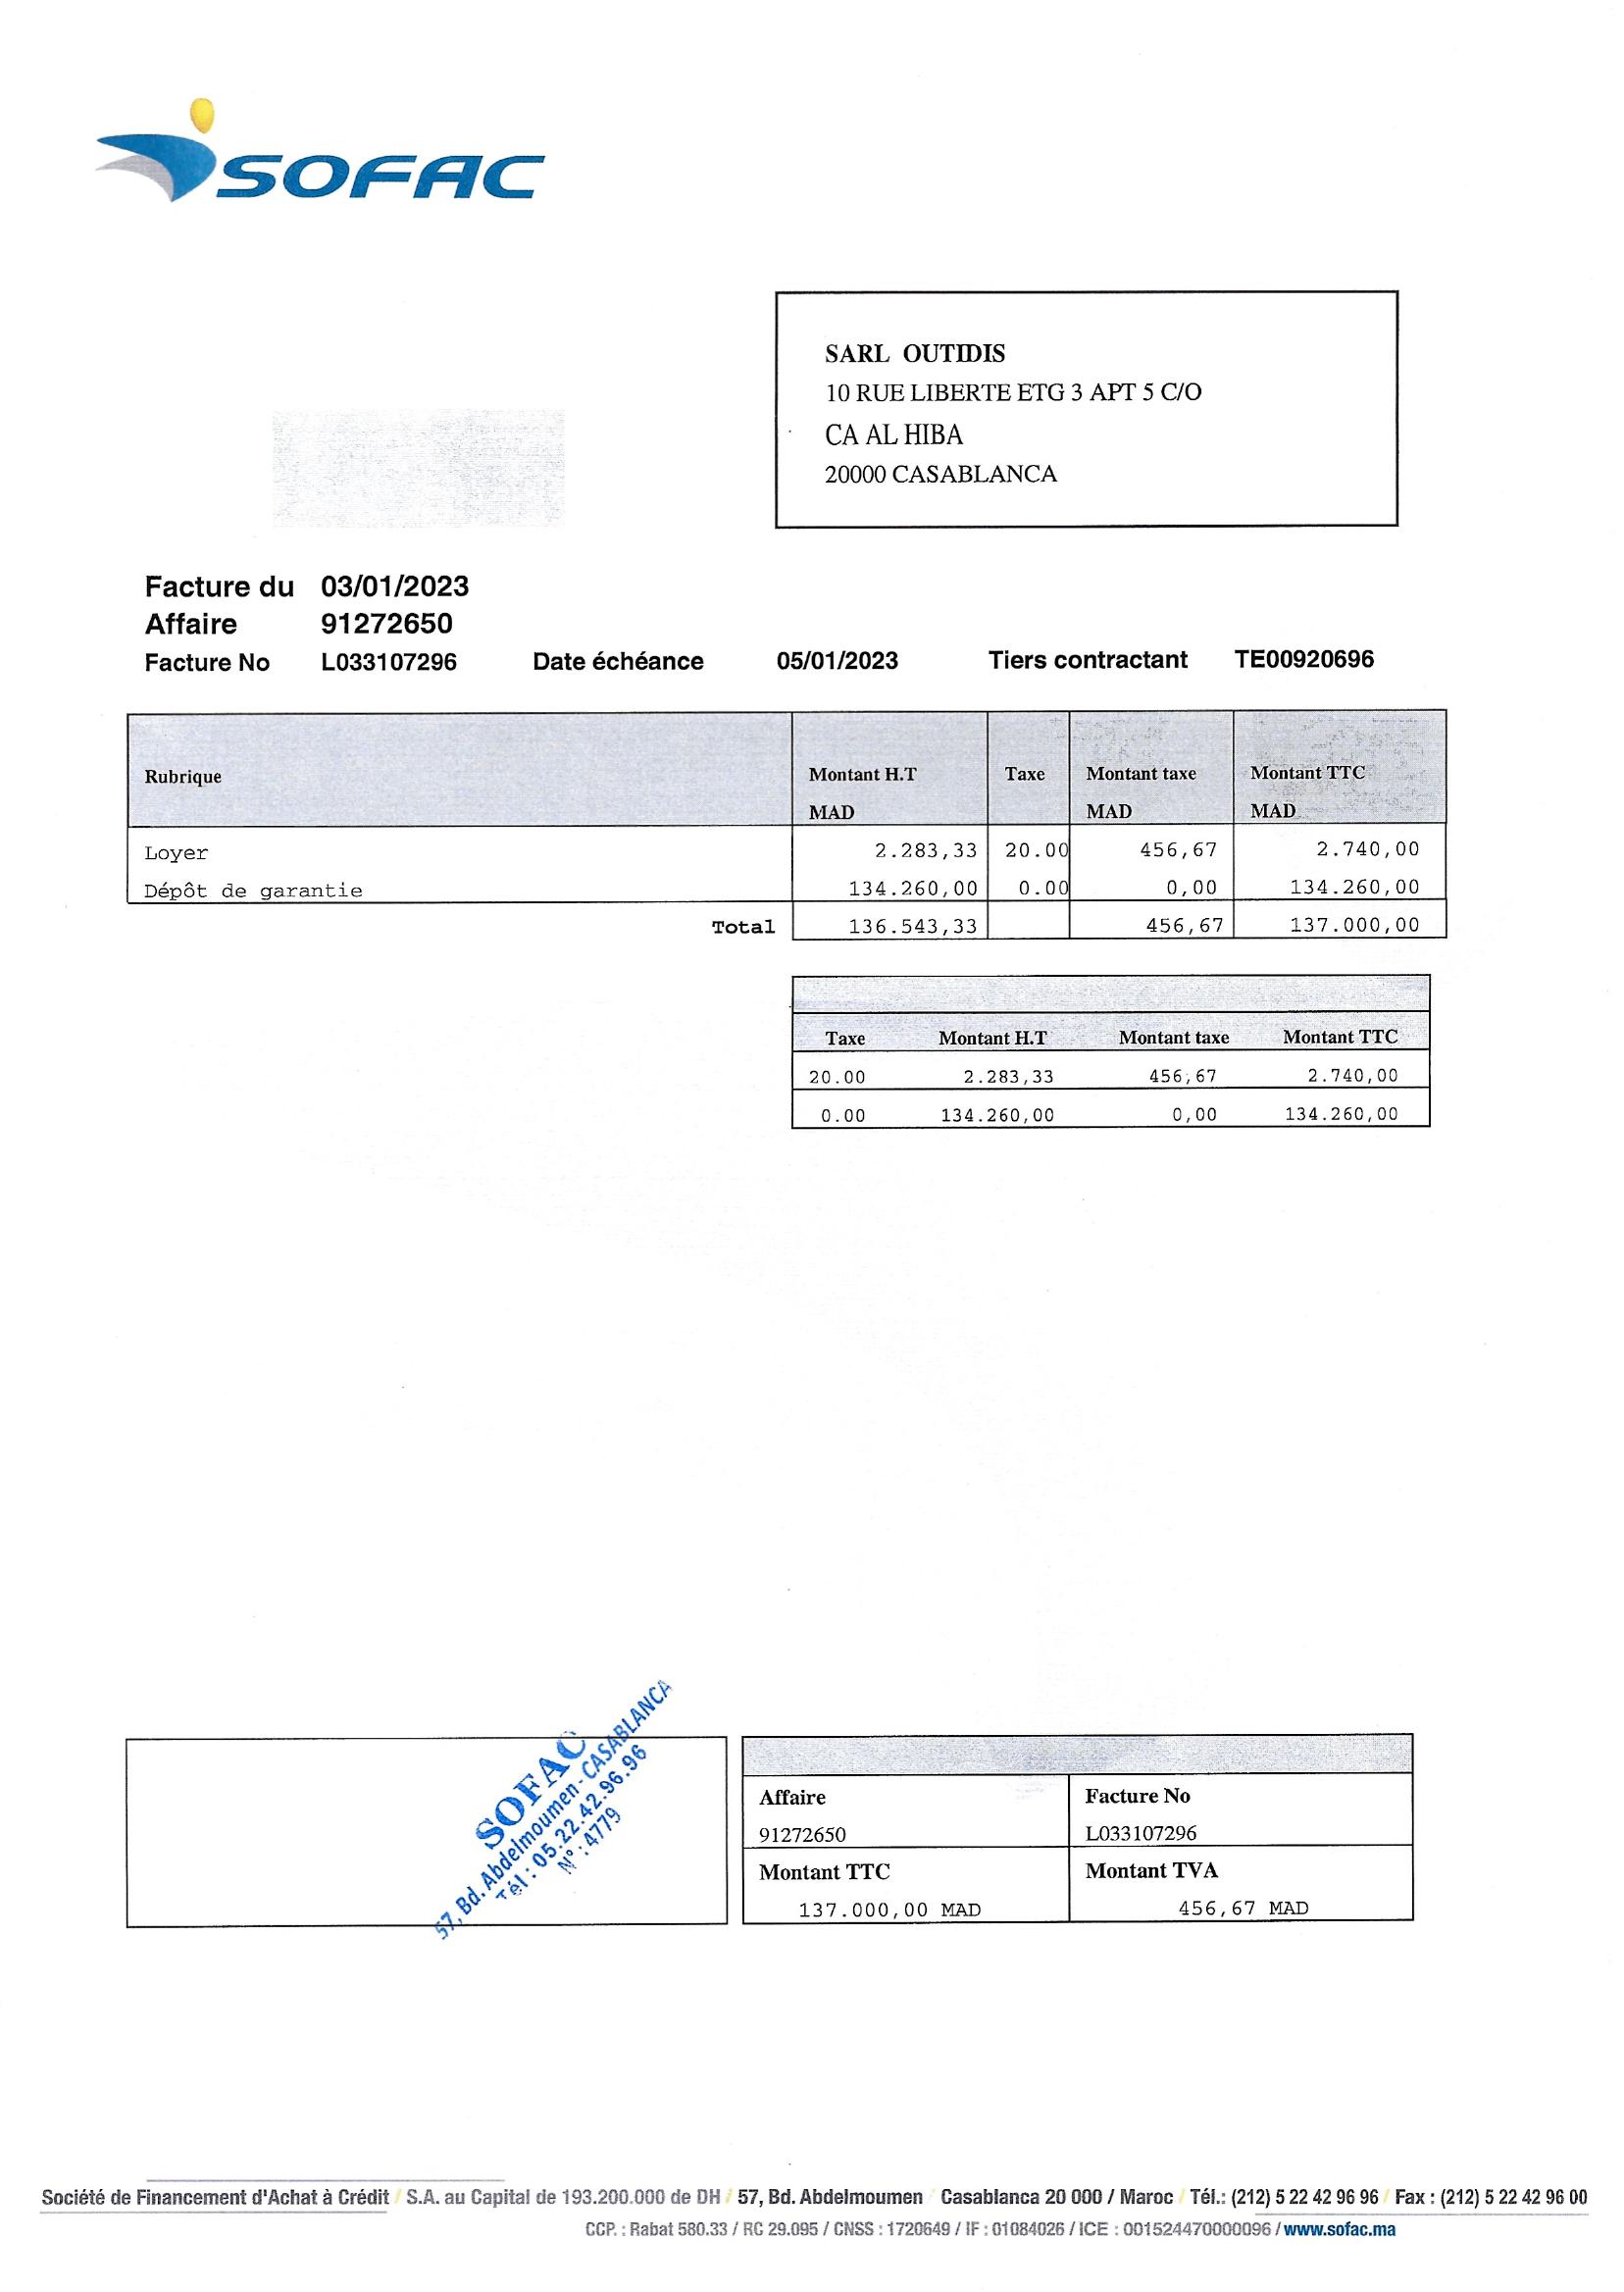 SOFAC
SARL OUTIDIS
10 RUE LIBERTE ETG 3 APT 5 C/O
CA AL HIBA
20000 CASABLANCA
Facture du 03/01/2023
Affaire 91272650
Facture No L033107296 Date échéance 05/01/2023 Tiers contractant TE00920696
Rubrique Montant H.T Taxe Montant taxe Montant TTC
MAD MAD MAD
Loyer 2.283,33 20.00 456,67 2.740,00
Dépôt de garantie 134.260,00 0.00 0,00 134.260,00
Total 136.543,33 456,67 137.000,00
Taxe Montant H.T Montant taxe Montant TTC
20.00 2.283,33 456,67 2.740,00
0.00 134.260,00 0,00 134.260,00
SOFAC
57, Bd. Abdelmoumen - CASABLANCA
Tél : 05.22.42.96.96
N° : 4779
Affaire Facture No
91272650 L033107296
Montant TTC Montant TVA
137.000,00 MAD 456,67 MAD
Société de Financement d'Achat à Crédit / S.A. au Capital de 193.200.000 de DH / 57, Bd. Abdelmoumen Casablanca 20 000 / Maroc / Tél.: (212) 5 22 42 96 96 / Fax : (212) 5 22 42 96 00
CCP. : Rabat 580.33 / RC 29.095 / CNSS : 1720649 / IF : 01084026 / ICE : 001524470000096 / www.sofac.ma